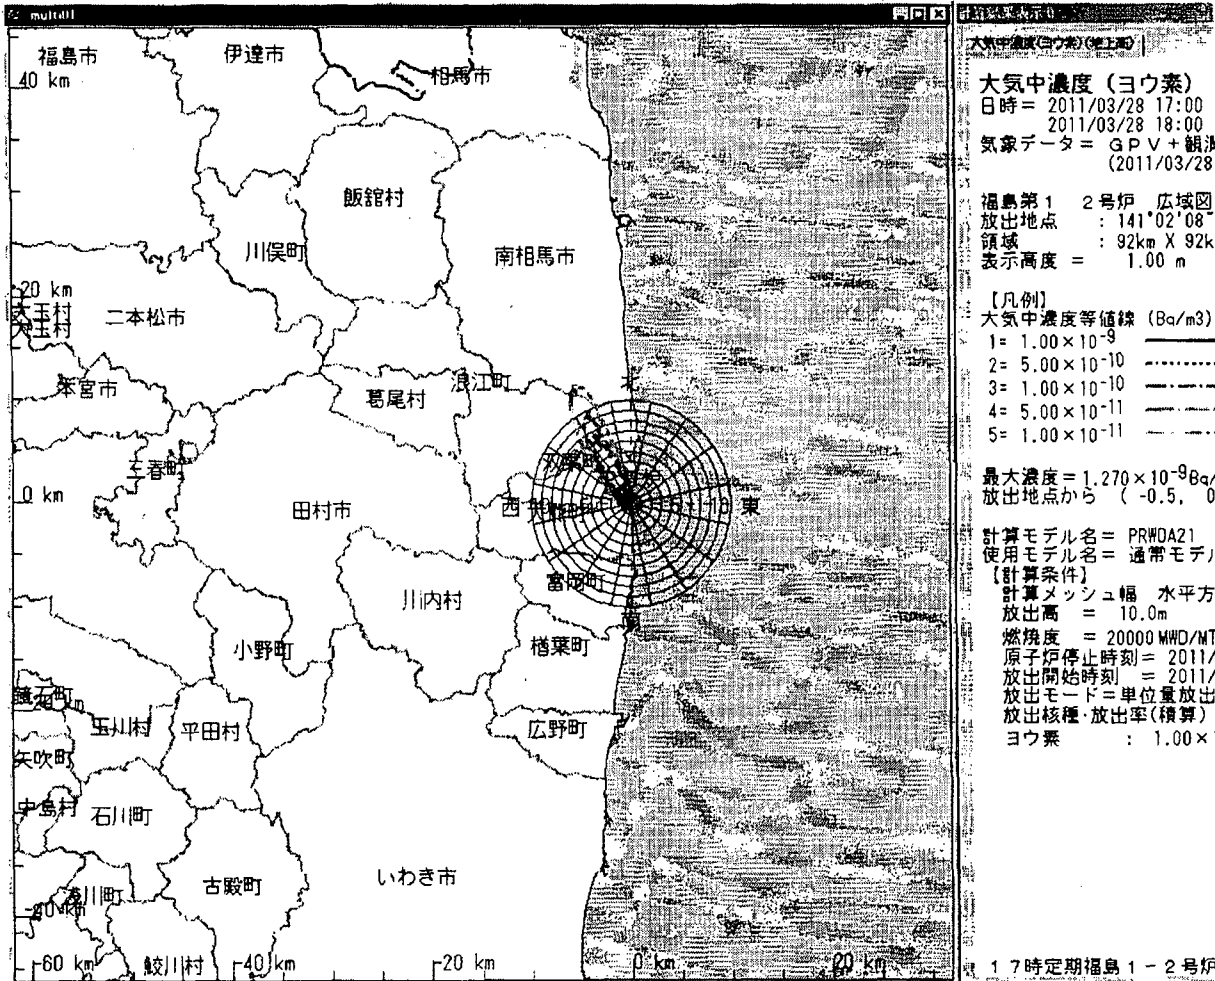 multi01
福島市
伊達市
相馬市
40 km
飯舘村
川俣町
南相馬市
20 km
大玉村
大玉村
二本松市
本宮市
浪江町
葛尾村
北
三春町
双葉町
0 km
田村市
西
10 東
富岡町
川内村
小野町
楢葉町
鏡石町
玉川村
平田村
広野町
矢吹町
中島村
石川町
浅川町
古殿町
いわき市
-40 km
-60 km
鮫川村
-40 km
-20 km
0 km
20 km
大気中濃度(ヨウ素)(地上高)
大気中濃度（ヨウ素）
日時＝ 2011/03/28 17:00
2011/03/28 18:00
気象データ＝ ＧＰＶ＋観測
(2011/03/28
福島第１ ２号炉 広域図
放出地点 : 141°02'08"
領域 : 92km X 92k
表示高度 ＝ 1.00 m
【凡例】
大気中濃度等値線 (Bq/m3)
1= 1.00×10⁻⁹
2= 5.00×10⁻¹⁰
3= 1.00×10⁻¹⁰
4= 5.00×10⁻¹¹
5= 1.00×10⁻¹¹
最大濃度＝1.270×10⁻⁹Bq/
放出地点から ( -0.5, 0
計算モデル名＝ PRWDA21
使用モデル名＝ 通常モデル
【計算条件】
計算メッシュ幅 水平方
放出高 ＝ 10.0m
燃焼度 ＝ 20000MWD/MT
原子炉停止時刻＝ 2011/
放出開始時刻 ＝ 2011/
放出モード＝単位量放出
放出核種・放出率(積算)
ヨウ素 : 1.00×
１７時定期福島１－２号炉